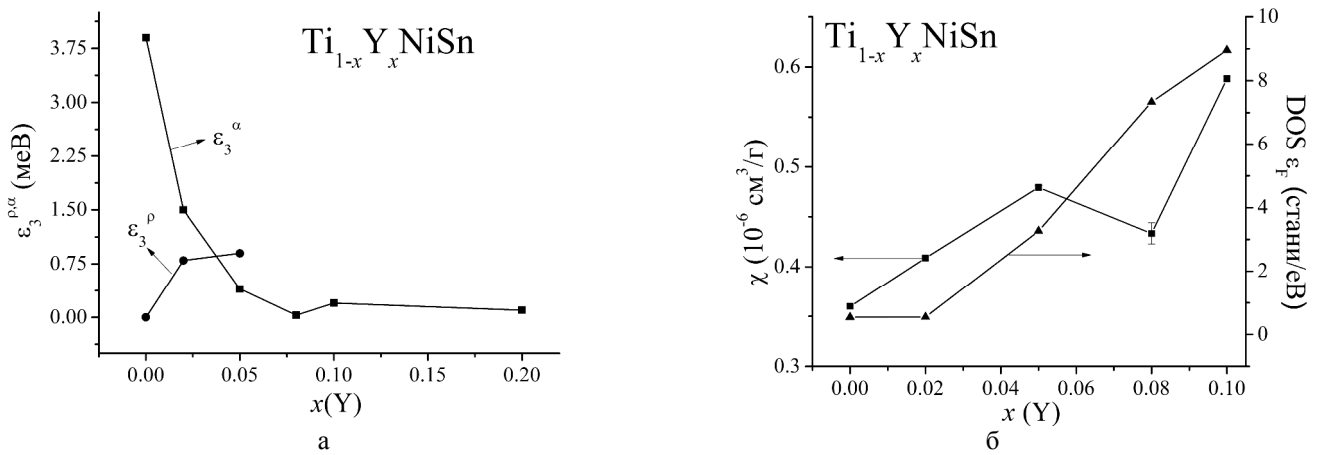 Ti1-xYxNiSn
ε3ρ,α (меВ)
3.75
3.00
2.25
1.50
0.75
0.00
ε3α
ε3ρ
0.00 0.05 0.10 0.15 0.20
x(Y)
а
Ti1-xYxNiSn
χ (10-6 см3/г)
0.6
0.5
0.4
0.3
10
8
6
4
2
0
DOS εF (стани/еВ)
0.00 0.02 0.04 0.06 0.08 0.10
x (Y)
б